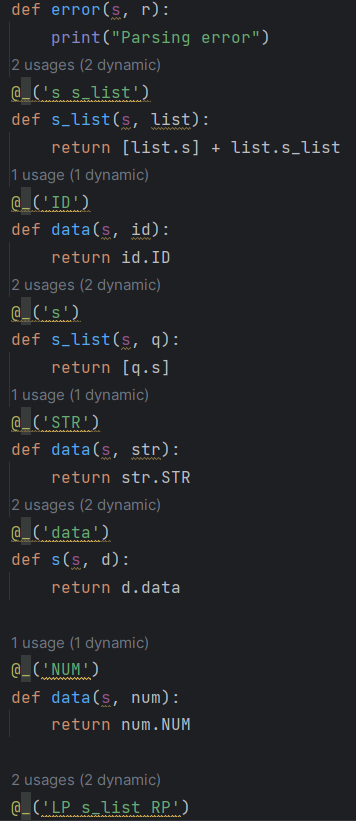 def error(s, r):
    print("Parsing error")
2 usages (2 dynamic)
@_('s s_list')
def s_list(s, list):
    return [list.s] + list.s_list
1 usage (1 dynamic)
@_('ID')
def data(s, id):
    return id.ID
2 usages (2 dynamic)
@_('s')
def s_list(s, q):
    return [q.s]
1 usage (1 dynamic)
@_('STR')
def data(s, str):
    return str.STR
2 usages (2 dynamic)
@_('data')
def s(s, d):
    return d.data
1 usage (1 dynamic)
@_('NUM')
def data(s, num):
    return num.NUM
2 usages (2 dynamic)
@_('LP s_list RP')